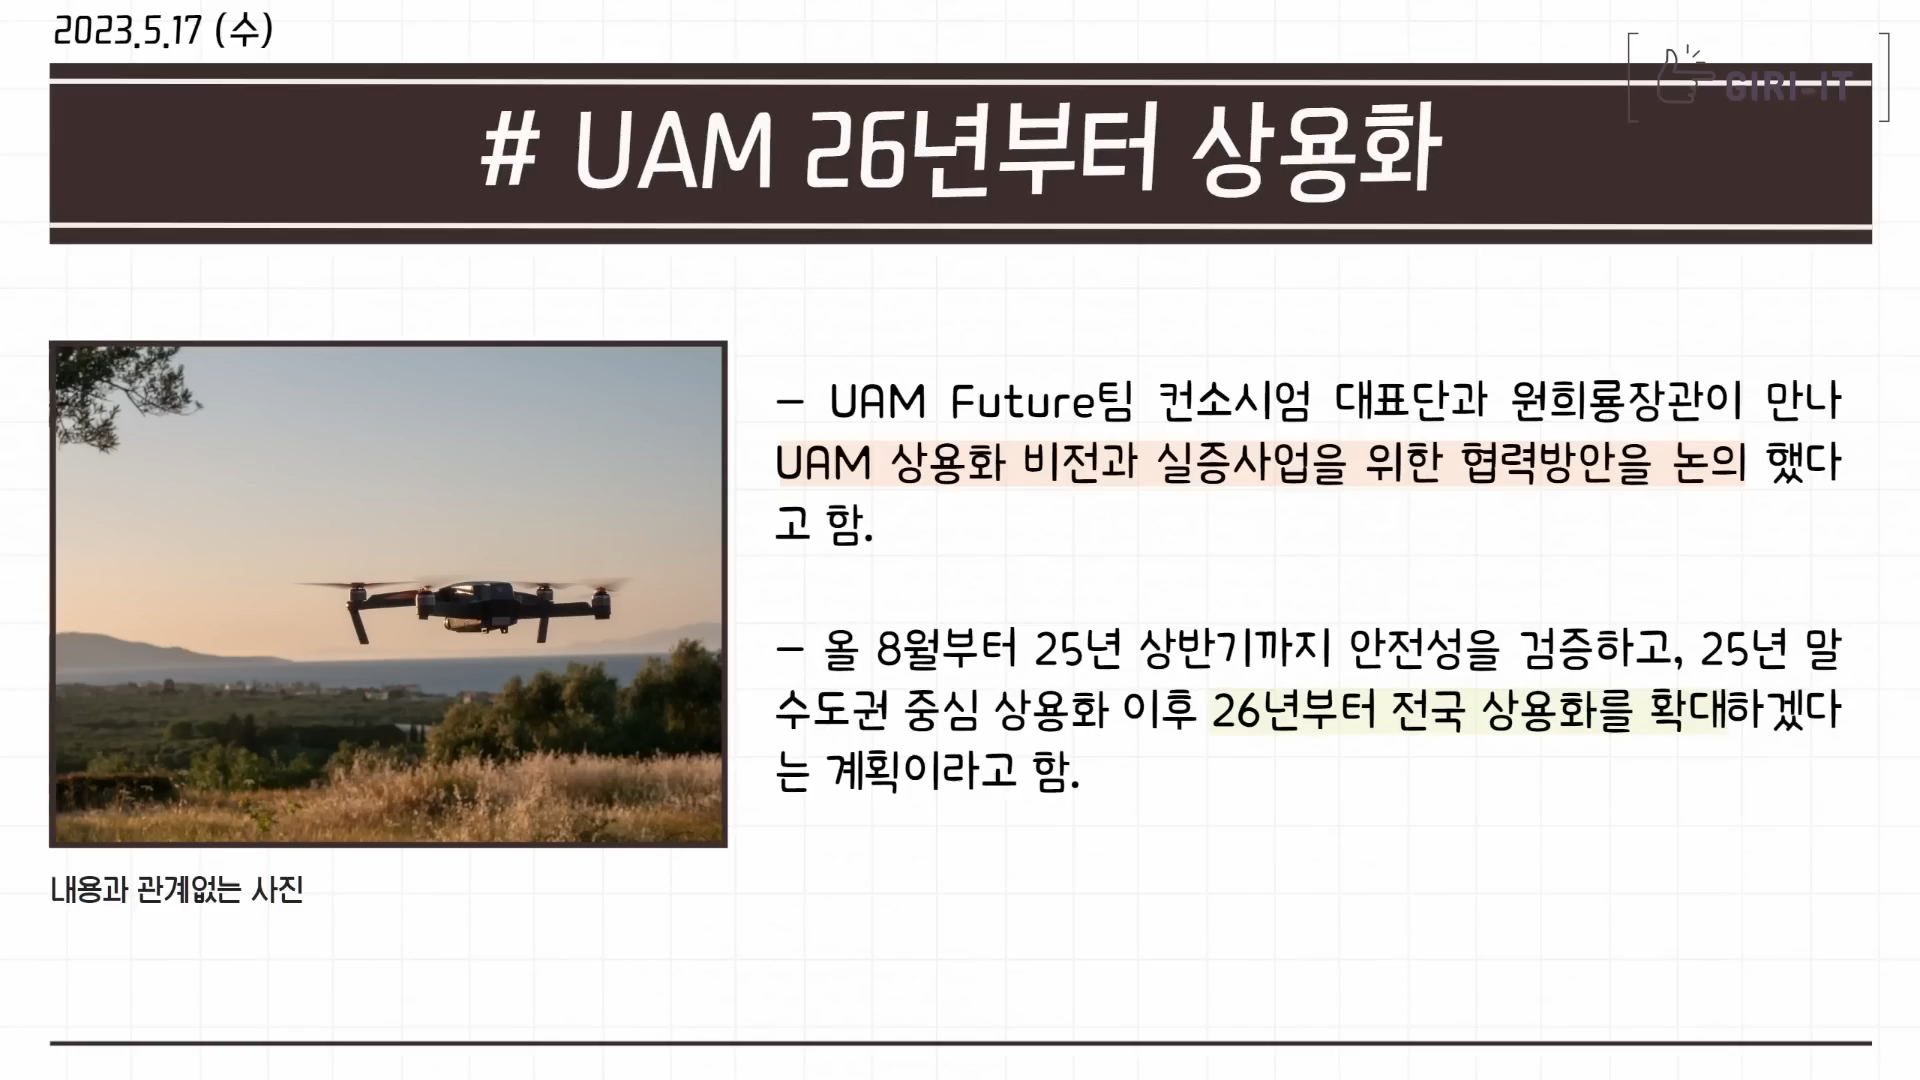 2023.5.17 (수)
GIRI-IT
# UAM 26년부터 상용화
– UAM Future팀 컨소시엄 대표단과 원희룡장관이 만나
UAM 상용화 비전과 실증사업을 위한 협력방안을 논의 했다
고 함.
– 올 8월부터 25년 상반기까지 안전성을 검증하고, 25년 말
수도권 중심 상용화 이후 26년부터 전국 상용화를 확대하겠다
는 계획이라고 함.
내용과 관계없는 사진